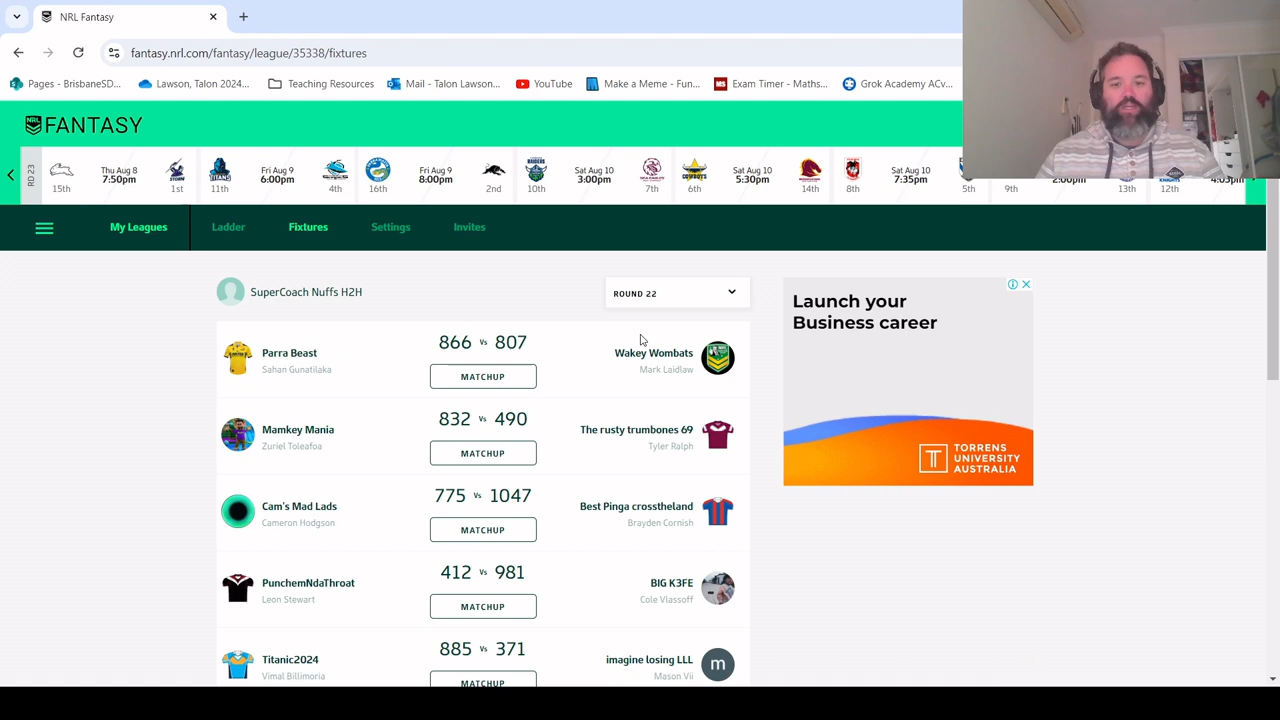 NRL Fantasy
fantasy.nrl.com/fantasy/league/35338/fixtures
Pages - BrisbaneSD...
Lawson, Talon 2024...
Teaching Resources
Mail - Talon Lawson...
YouTube
Make a Meme - Fun...
Exam Timer - Maths...
Grok Academy ACv...
NRL FANTASY
RD 23
15th
Thu Aug 8
7:50pm
1st
11th
Fri Aug 9
6:00pm
4th
16th
Fri Aug 9
8:00pm
2nd
10th
Sat Aug 10
3:00pm
7th
6th
Sat Aug 10
5:30pm
14th
8th
Sat Aug 10
7:35pm
5th
9th
2:00pm
13th
12th
4:05pm
My Leagues
Ladder
Fixtures
Settings
Invites
SuperCoach Nuffs H2H
ROUND 22
Parra Beast
Sahan Gunatilaka
866 Vs 807
MATCHUP
Wakey Wombats
Mark Laidlaw
Mamkey Mania
Zuriel Toleafoa
832 Vs 490
MATCHUP
The rusty trumbones 69
Tyler Ralph
Cam's Mad Lads
Cameron Hodgson
775 Vs 1047
MATCHUP
Best Pinga crosstheland
Brayden Cornish
PunchemNdaThroat
Leon Stewart
412 Vs 981
MATCHUP
BIG K3FE
Cole Vlassoff
Titanic2024
Vimal Billimoria
885 Vs 371
MATCHUP
imagine losing LLL
Mason Vii
m
Launch your
Business career
TORRENS
UNIVERSITY
AUSTRALIA